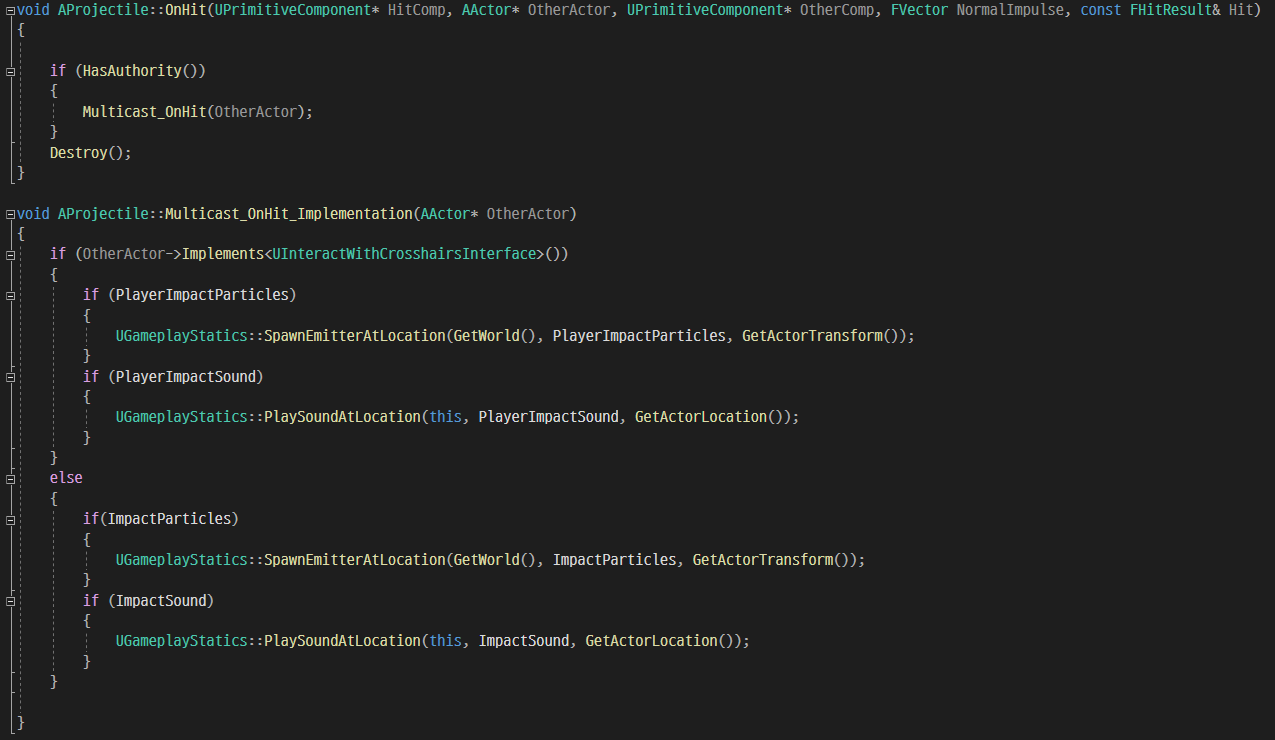 void AProjectile::OnHit(UPrimitiveComponent* HitComp, AActor* OtherActor, UPrimitiveComponent* OtherComp, FVector NormalImpulse, const FHitResult& Hit)
{
if (HasAuthority())
{
Multicast_OnHit(OtherActor);
}
Destroy();
}
void AProjectile::Multicast_OnHit_Implementation(AActor* OtherActor)
{
if (OtherActor->Implements<UInteractWithCrosshairsInterface>())
{
if (PlayerImpactParticles)
{
UGameplayStatics::SpawnEmitterAtLocation(GetWorld(), PlayerImpactParticles, GetActorTransform());
}
if (PlayerImpactSound)
{
UGameplayStatics::PlaySoundAtLocation(this, PlayerImpactSound, GetActorLocation());
}
}
else
{
if(ImpactParticles)
{
UGameplayStatics::SpawnEmitterAtLocation(GetWorld(), ImpactParticles, GetActorTransform());
}
if (ImpactSound)
{
UGameplayStatics::PlaySoundAtLocation(this, ImpactSound, GetActorLocation());
}
}
}